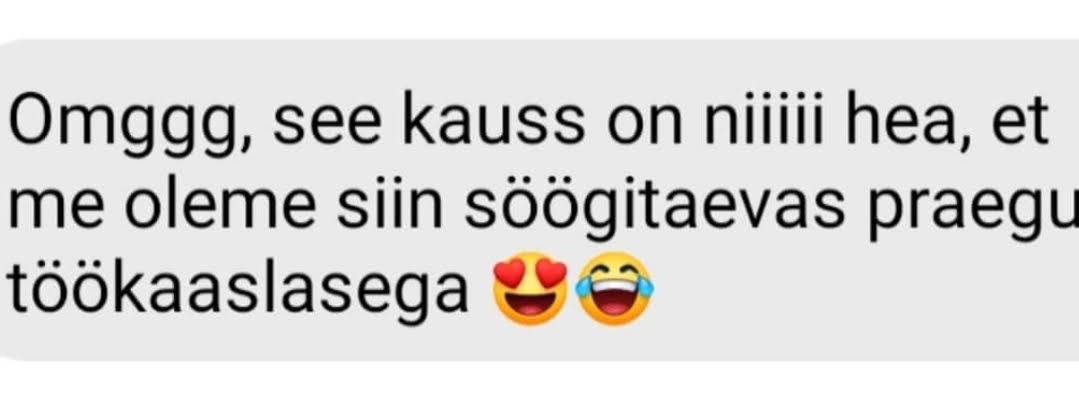 Omggg, see kauss on niiiii hea, et
me oleme siin söögitaevas praegu
töökaaslasega 😍😂